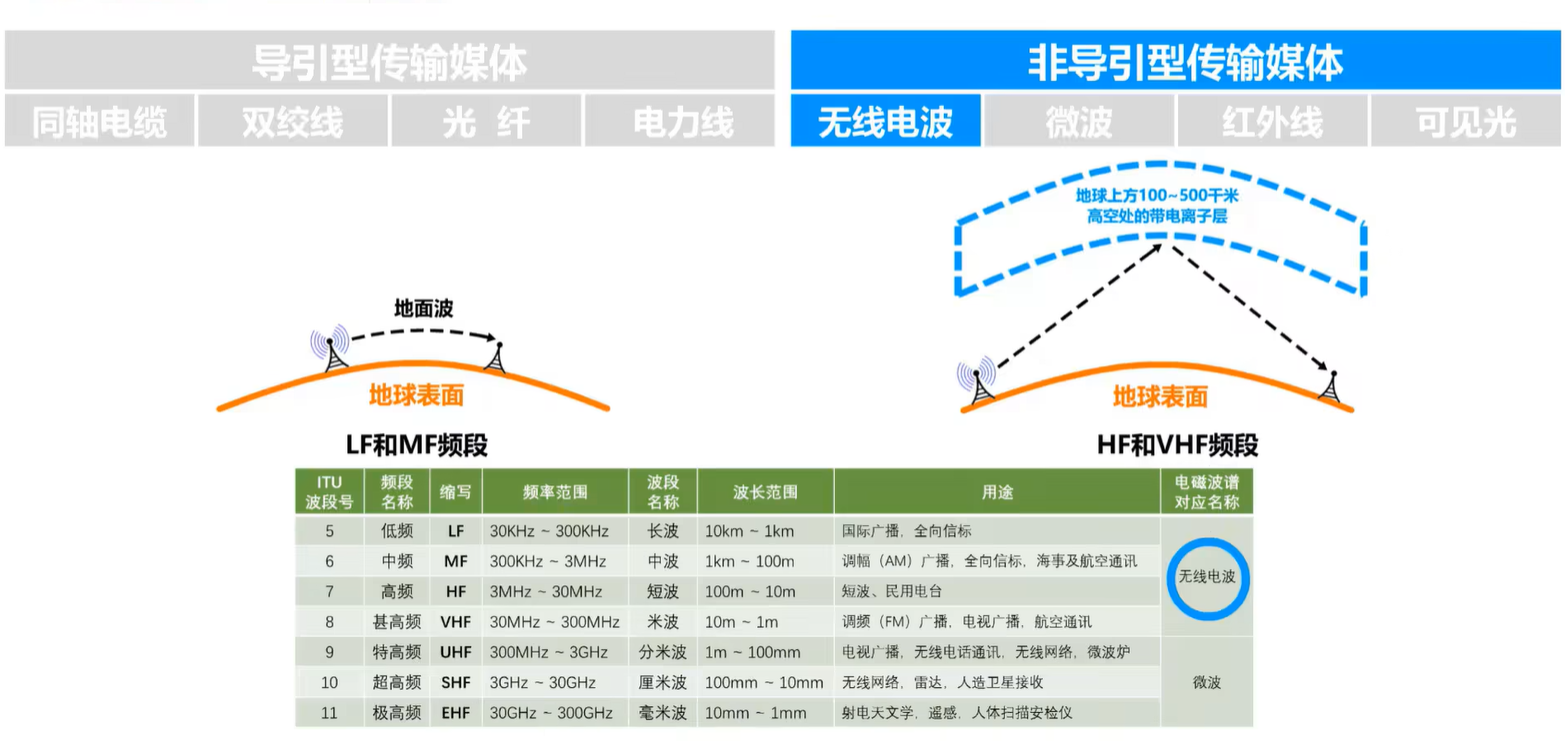 导引型传输媒体
非导引型传输媒体
同轴电缆 双绞线 光 纤 电力线
无线电波 微波 红外线 可见光
地球上方100~500千米
高空处的带电离子层
地面波
地球表面
地球表面
LF和MF频段
HF和VHF频段
ITU波段号 频段名称 缩写 频率范围 波段名称 波长范围 用途 电磁波谱对应名称
5 低频 LF 30KHz ~ 300KHz 长波 10km ~ 1km 国际广播,全向信标
6 中频 MF 300KHz ~ 3MHz 中波 1km ~ 100m 调幅(AM)广播,全向信标,海事及航空通讯
无线电波
7 高频 HF 3MHz ~ 30MHz 短波 100m ~ 10m 短波、民用电台
8 甚高频 VHF 30MHz ~ 300MHz 米波 10m ~ 1m 调频(FM)广播,电视广播,航空通讯
9 特高频 UHF 300MHz ~ 3GHz 分米波 1m ~ 100mm 电视广播,无线电话通讯,无线网络,微波炉
10 超高频 SHF 3GHz ~ 30GHz 厘米波 100mm ~ 10mm 无线网络,雷达,人造卫星接收 微波
11 极高频 EHF 30GHz ~ 300GHz 毫米波 10mm ~ 1mm 射电天文学,遥感,人体扫描安检仪